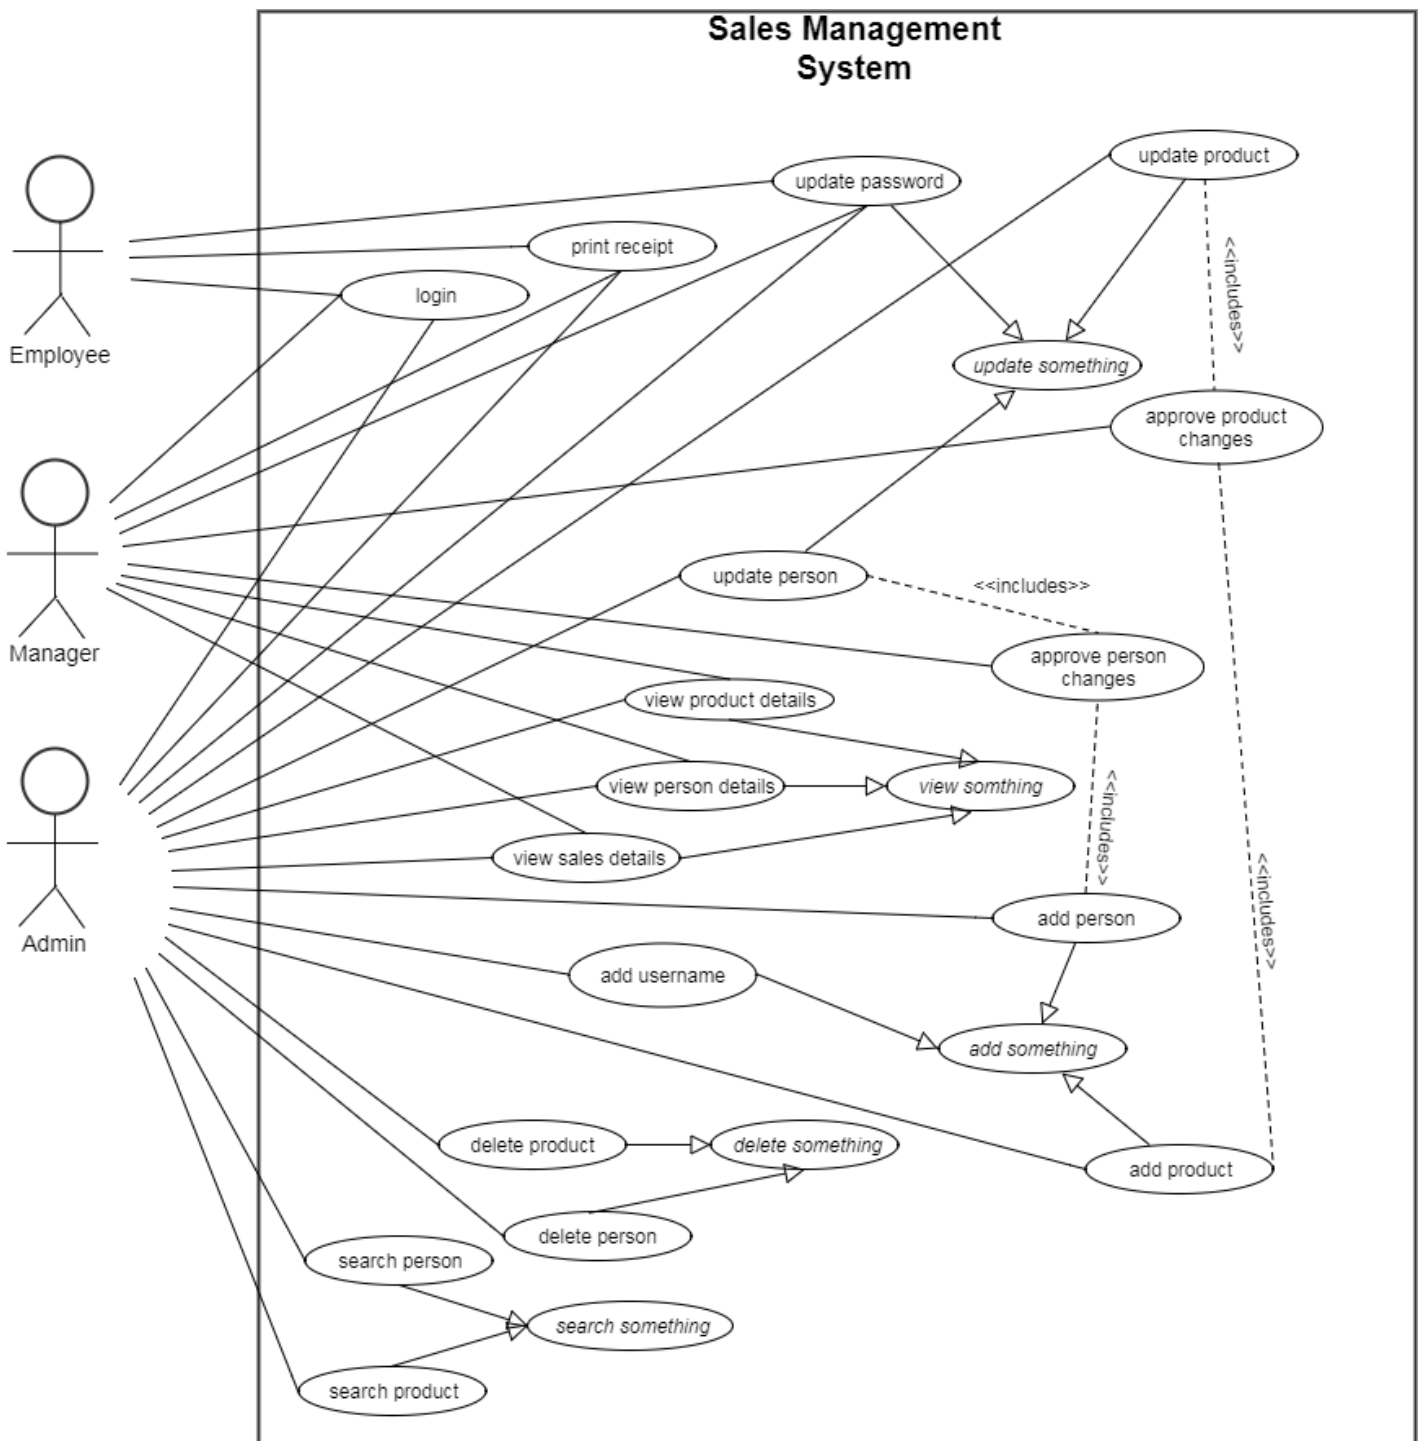 Sales Management
System
update product
update password
print receipt
<<includes>>
login
Employee
update something
approve product
changes
update person
<<includes>>
Manager
approve person
changes
view product details
view person details
view somthing
<<includes>>
view sales details
<<includes>>
add person
Admin
add username
add something
delete product
delete something
add product
delete person
search person
search something
search product